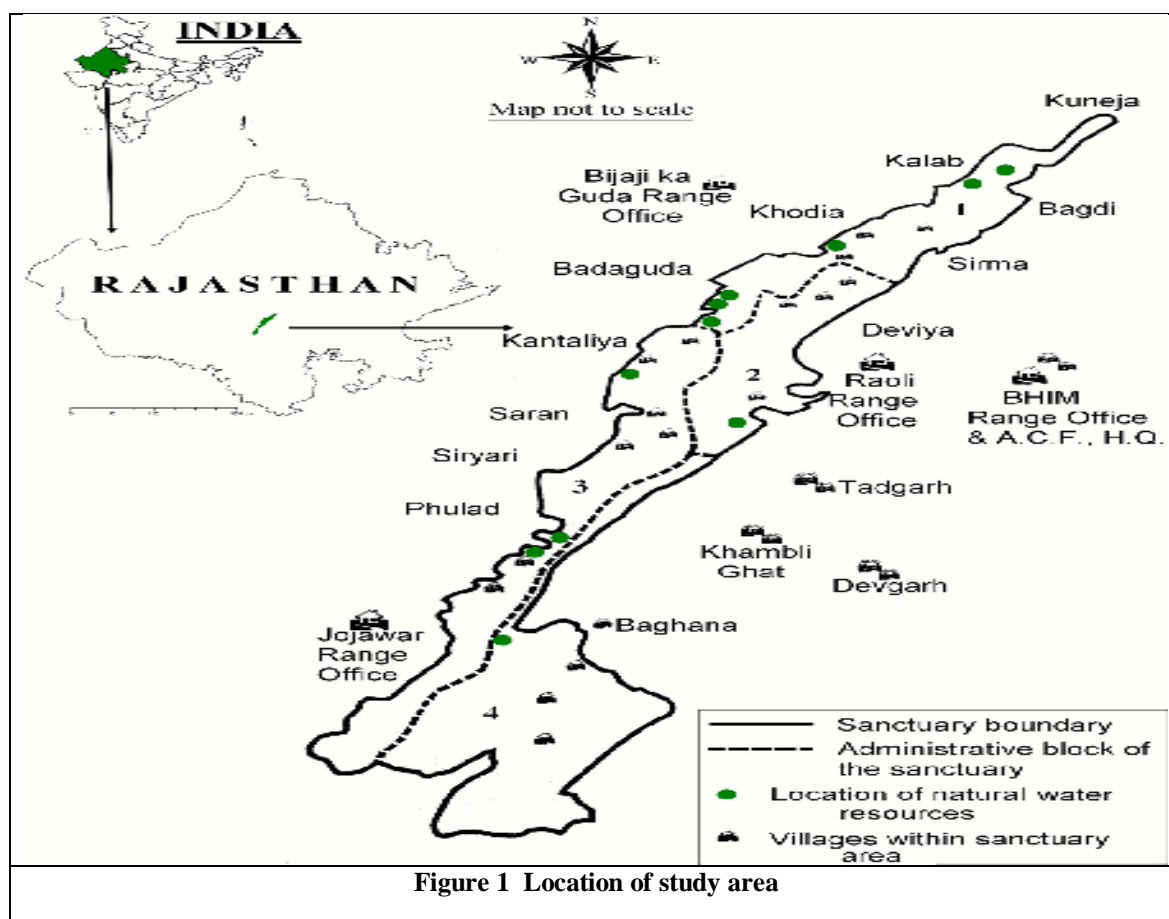 INDIA
N
W
E
S
Map not to scale
RAJASTHAN
Kuneja
Kalab
Bijaji ka
Guda Range
Office
Khodia
1
Bagdi
Badaguda
Sirma
Kantaliya
Deviya
2
Raoli
Range
Office
BHIM
Range Office
& A.C.F., H.Q.
Saran
Siryari
3
Tadgarh
Phulad
Khambli
Ghat
Devgarh
Baghana
Jojawar
Range
Office
4
Sanctuary boundary
Administrative block of
the sanctuary
Location of natural water
resources
Villages within sanctuary
area
Figure 1 Location of study area